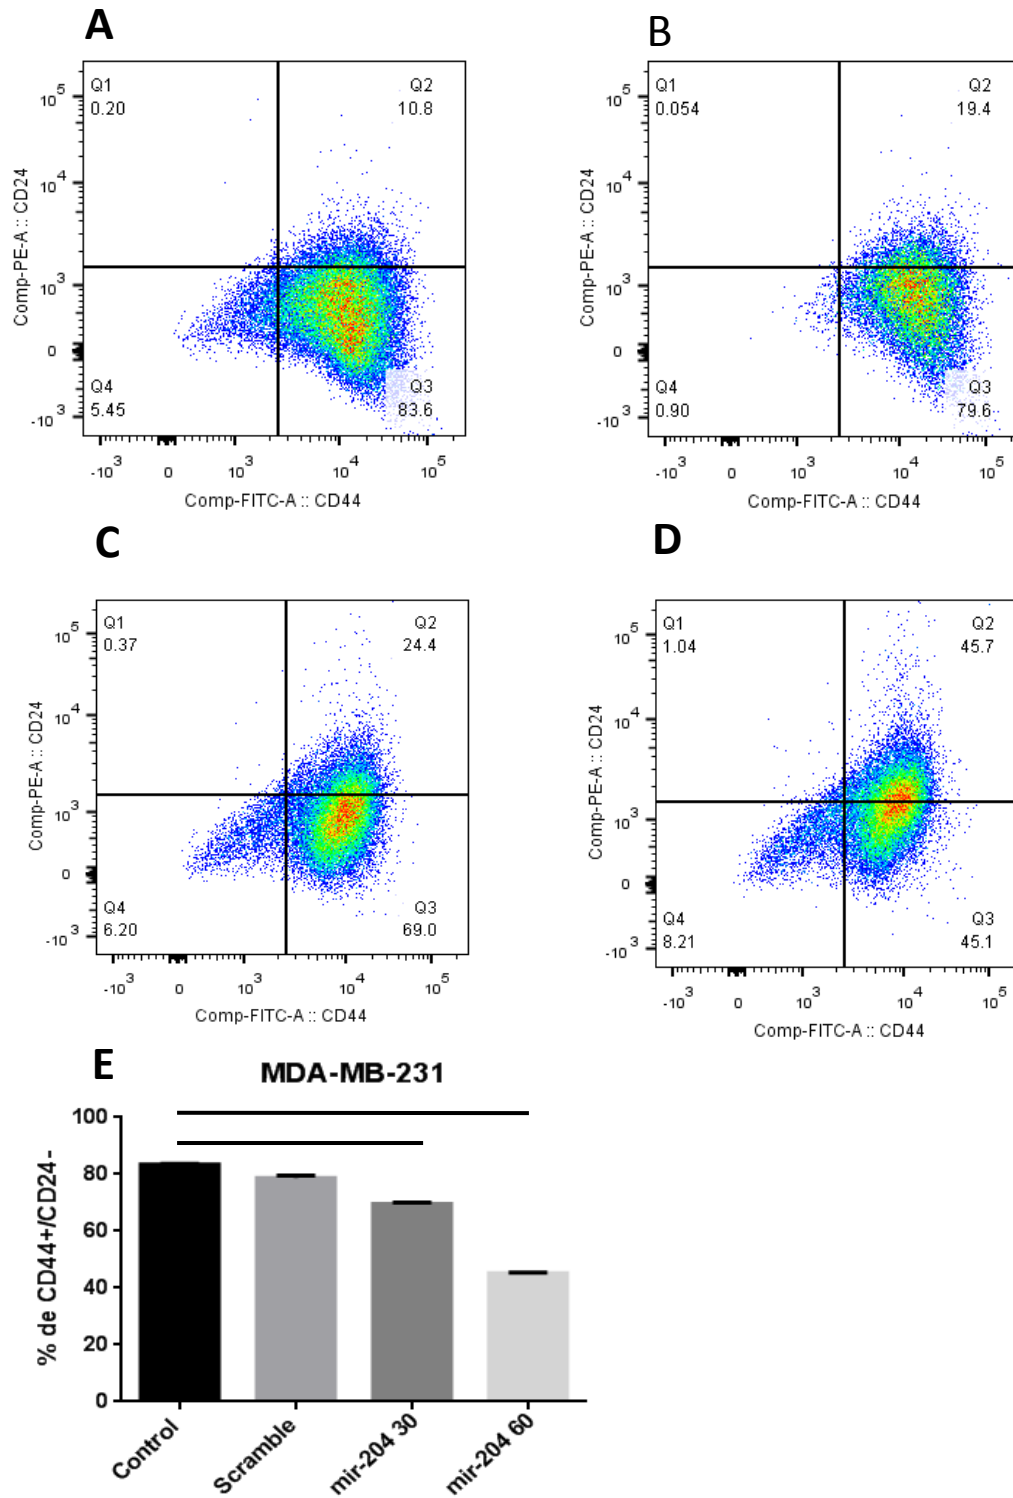 A
Q1
0.20
Q2
10.8
Q4
5.45
Q3
83.6
10^5
10^4
10^3
0
-10^3
Comp-PE-A :: CD24
-10^3 0 10^3 10^4 10^5
Comp-FITC-A :: CD44
B
Q1
0.054
Q2
19.4
Q4
0.90
Q3
79.6
10^5
10^4
10^3
0
-10^3
Comp-PE-A :: CD24
-10^3 0 10^3 10^4 10^5
Comp-FITC-A :: CD44
C
Q1
0.37
Q2
24.4
Q4
6.20
Q3
69.0
10^5
10^4
10^3
0
-10^3
Comp-PE-A :: CD24
-10^3 0 10^3 10^4 10^5
Comp-FITC-A :: CD44
D
Q1
1.04
Q2
45.7
Q4
8.21
Q3
45.1
10^5
10^4
10^3
0
-10^3
Comp-PE-A :: CD24
-10^3 0 10^3 10^4 10^5
Comp-FITC-A :: CD44
E
MDA-MB-231
% de CD44+/CD24-
100
80
60
40
20
0
Control
Scramble
mir-204 30
mir-204 60